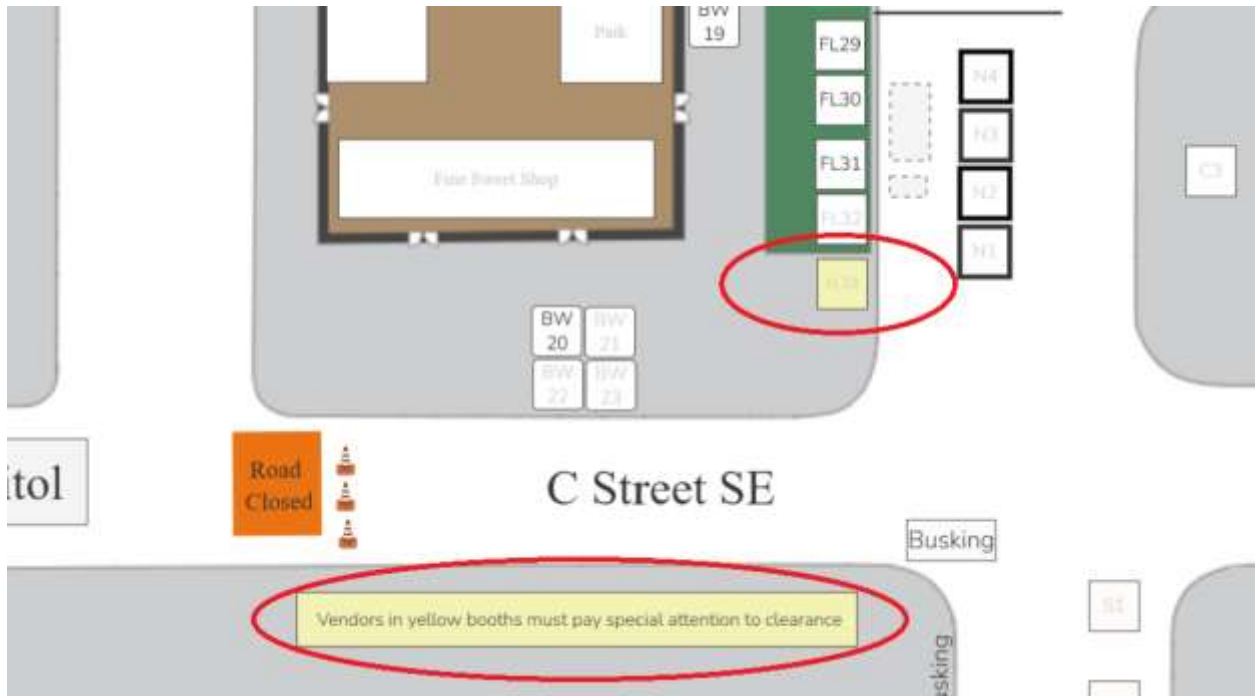 BW
19
Park
FL29
FL30
FL31
FL32
N4
N3
N2
N1
C3
Fine Sweet Shop
BW
20
BW
21
BW
22
BW
23
itol
Road
Closed
C Street SE
Busking
Vendors in yellow booths must pay special attention to clearance
S1
sking